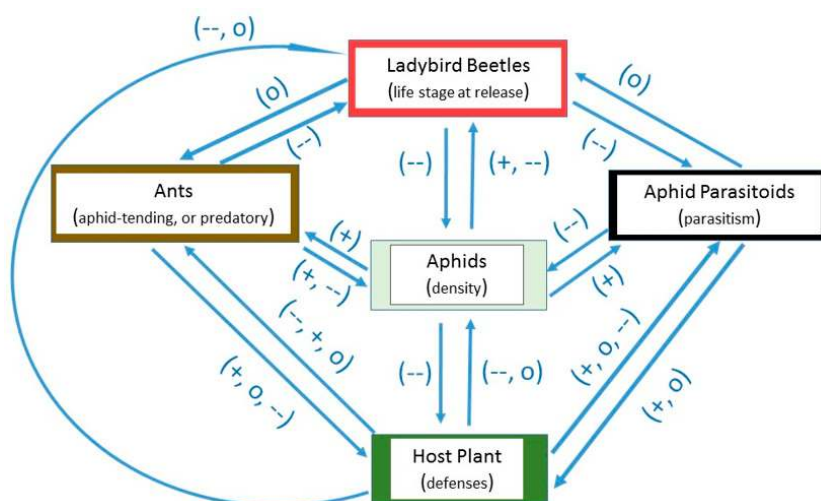 (--, o)
Ladybird Beetles
(life stage at release)
(o)
(--)
(o)
(--)
(--)
(+, --)
Ants
(aphid-tending, or predatory)
Aphid Parasitoids
(parasitism)
(+)
(+, --)
Aphids
(density)
(--)
(+)
(--, +, o)
(+, o, --)
(--)
(--, o)
(+, o, --)
(+, o)
Host Plant
(defenses)